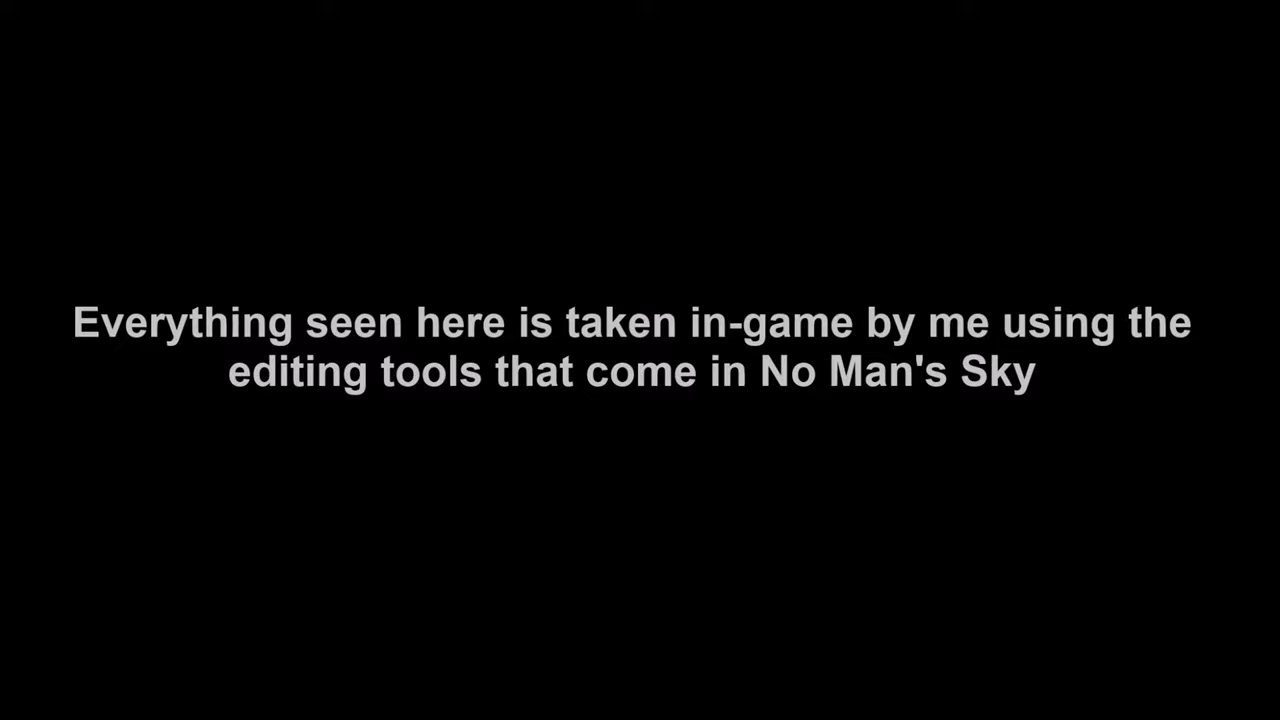 Everything seen here is taken in-game by me using the
editing tools that come in No Man's Sky